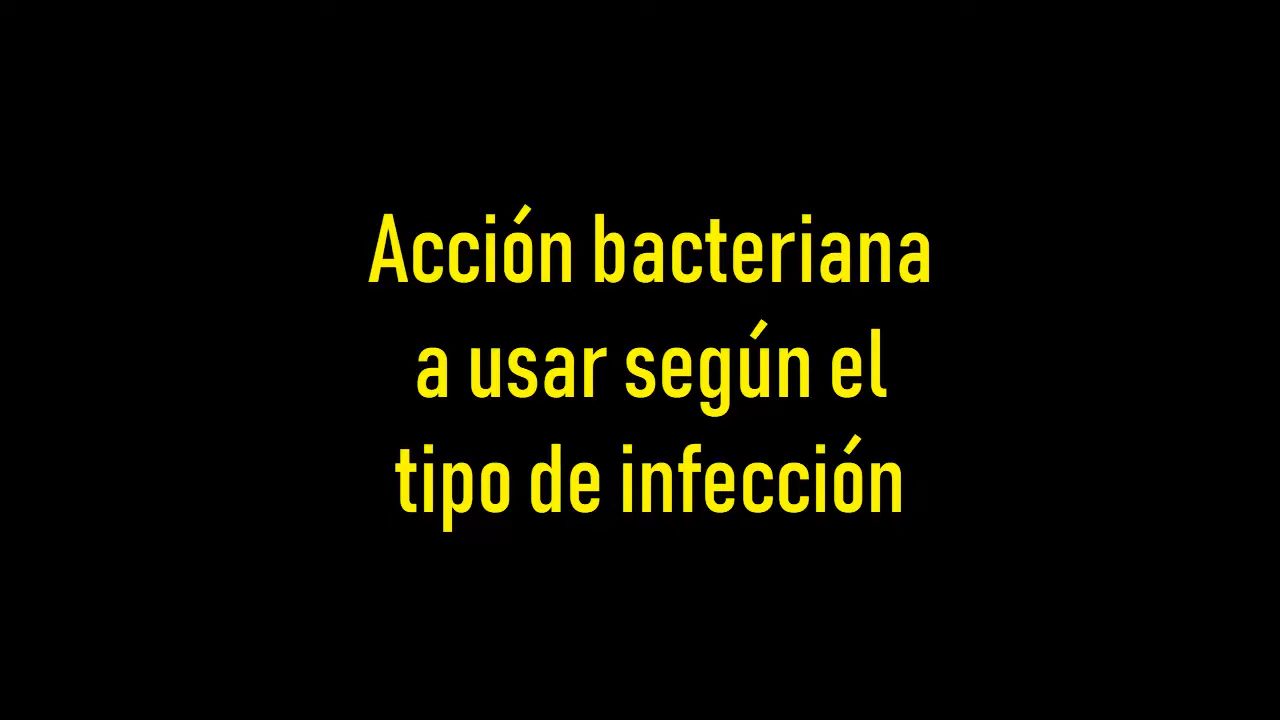 Acción bacteriana
a usar según el
tipo de infección